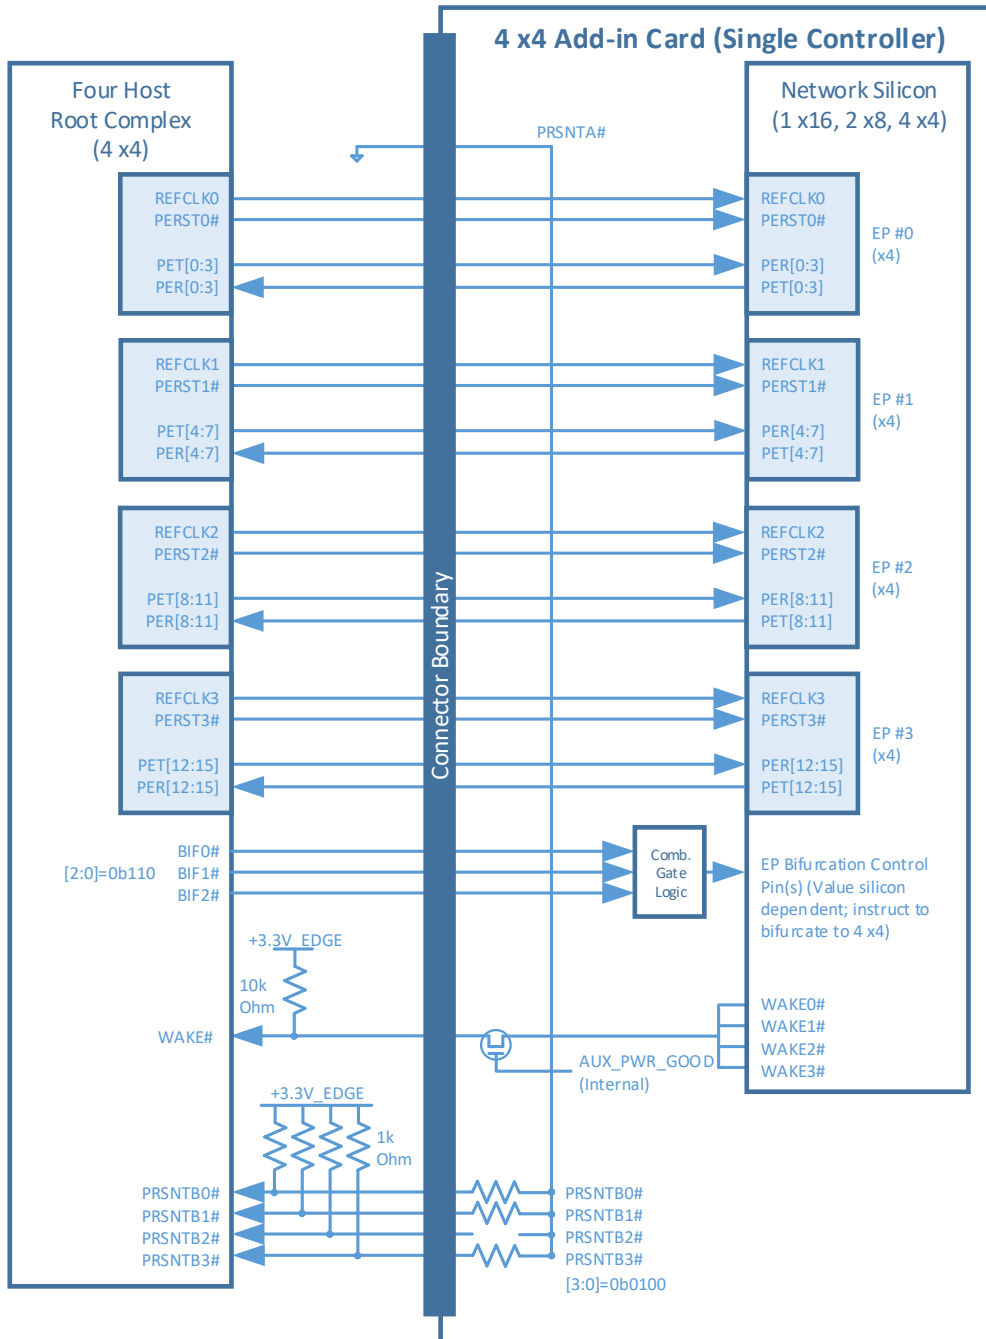 4 x4 Add-in Card (Single Controller)
Four Host
Root Complex
(4 x4)
Network Silicon
(1 x16, 2 x8, 4 x4)
PRSNTA#
REFCLK0
PERST0#
PET[0:3]
PER[0:3]
REFCLK0
PERST0#
PER[0:3]
PET[0:3]
EP #0
(x4)
REFCLK1
PERST1#
PET[4:7]
PER[4:7]
REFCLK1
PERST1#
PER[4:7]
PET[4:7]
EP #1
(x4)
REFCLK2
PERST2#
PET[8:11]
PER[8:11]
REFCLK2
PERST2#
PER[8:11]
PET[8:11]
EP #2
(x4)
Connector Boundary
REFCLK3
PERST3#
PET[12:15]
PER[12:15]
REFCLK3
PERST3#
PER[12:15]
PET[12:15]
EP #3
(x4)
[2:0]=0b110
BIF0#
BIF1#
BIF2#
Comb.
Gate
Logic
EP Bifurcation Control
Pin(s) (Value silicon
dependent; instruct to
bifurcate to 4 x4)
+3.3V_EDGE
10k
Ohm
WAKE#
AUX_PWR_GOOD
(Internal)
WAKE0#
WAKE1#
WAKE2#
WAKE3#
+3.3V_EDGE
1k
Ohm
PRSNTB0#
PRSNTB1#
PRSNTB2#
PRSNTB3#
PRSNTB0#
PRSNTB1#
PRSNTB2#
PRSNTB3#
[3:0]=0b0100